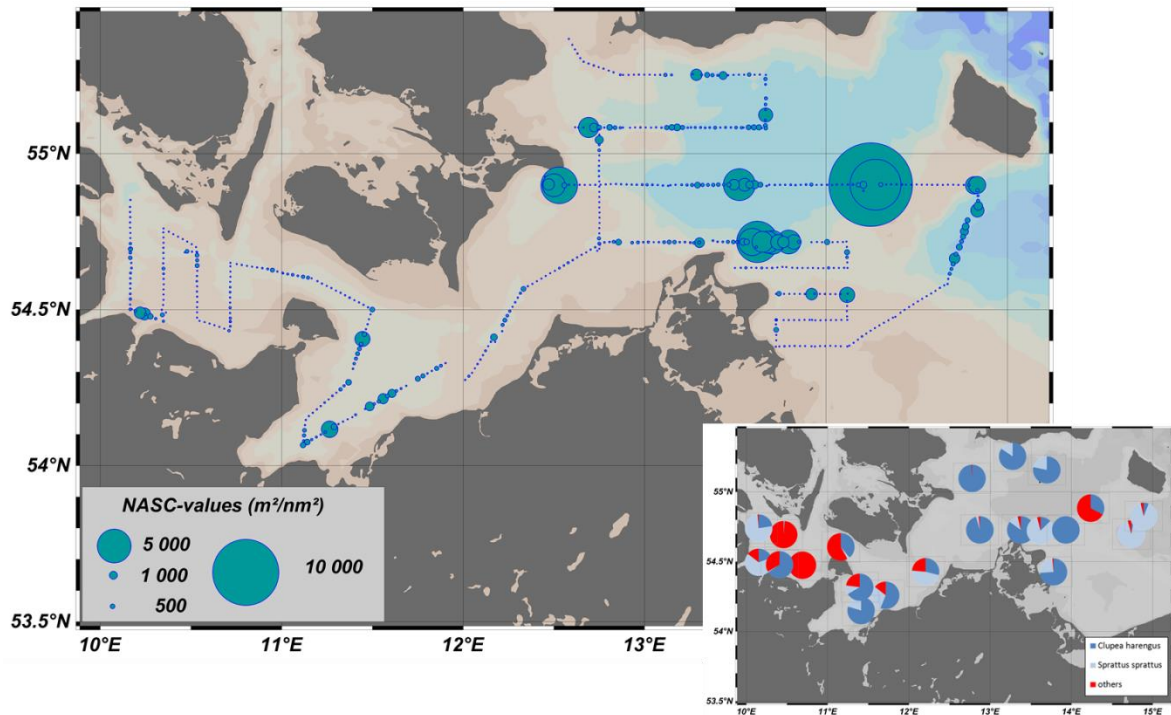 55°N
54.5°N
54°N
53.5°N
10°E
11°E
12°E
13°E
NASC-values (m²/nm²)
5 000
1 000
500
10 000
55°N
54.5°N
54°N
53.5°N
10°E
11°E
12°E
13°E
14°E
15°E
Clupea harengus
Sprattus sprattus
others